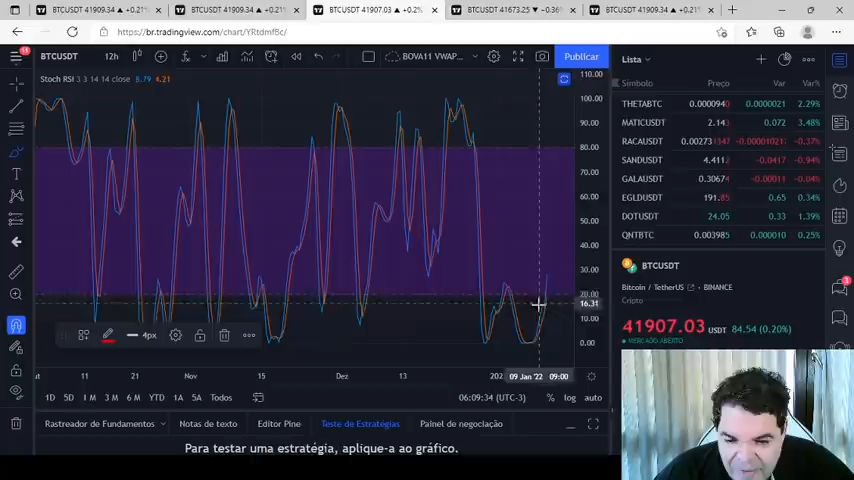 BTCUSDT 41909.34 ▲ +0.21
BTCUSDT 41909.34 ▲ +0.21%
BTCUSDT 41907.03 ▲ +0.2%
BTCUSDT 41673.25 ▼ -0.36%
BTCUSDT 41909.34 ▲ +0.21%
https://br.tradingview.com/chart/YRtdmfBc/
BTCUSDT 12h BOVA11 VWAP... Publicar
Stoch RSI 3 3 14 14 close 8.79 4.21
110.00
100.00
90.00
80.00
70.00
60.00
50.00
40.00
30.00
20.00
16.31
10.00
0.00
4px
11 21 Nov 15 Dez 13 202 09 Jan '22 09:00
1D 5D 1M 3M 6M YTD 1A 5A Todos 06:09:34 (UTC-3) % log auto
Rastreador de Fundamentos Notas de texto Editor Pine Teste de Estratégias Painel de negociação
Para testar uma estratégia, aplique-a ao gráfico.
Lista
Símbolo Preço Var Var%
THETABTC 0.0000940 0.0000021 2.29%
MATICUSDT 2.143 0.072 3.48%
RACAUSDT 0.00273 -0.37%
SANDUSDT 4.4112 -0.0417 -0.94%
GALAUSDT 0.30674 -0.00011 -0.04%
EGLDUSDT 191.85 0.65 0.34%
DOTUSDT 24.05 0.33 1.39%
QNTBTC 0.003985 0.000010 0.25%
BTCUSDT
Bitcoin / TetherUS BINANCE
Cripto
41907.03 USDT 84.54 (0.20%)
MERCADO ABERTO